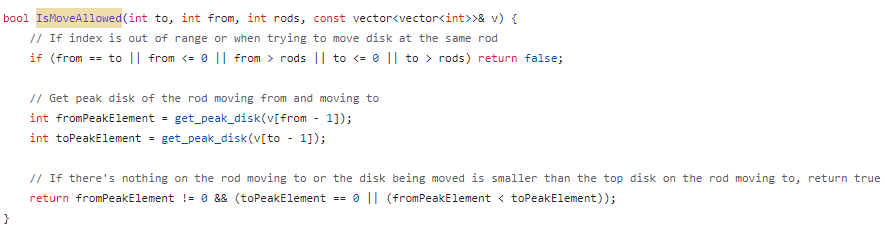 bool IsMoveAllowed(int to, int from, int rods, const vector<vector<int>>& v) {
// If index is out of range or when trying to move disk at the same rod
if (from == to || from <= 0 || from > rods || to <= 0 || to > rods) return false;
// Get peak disk of the rod moving from and moving to
int fromPeakElement = get_peak_disk(v[from - 1]);
int toPeakElement = get_peak_disk(v[to - 1]);
// If there's nothing on the rod moving to or the disk being moved is smaller than the top disk on the rod moving to, return true
return fromPeakElement != 0 && (toPeakElement == 0 || (fromPeakElement < toPeakElement));
}